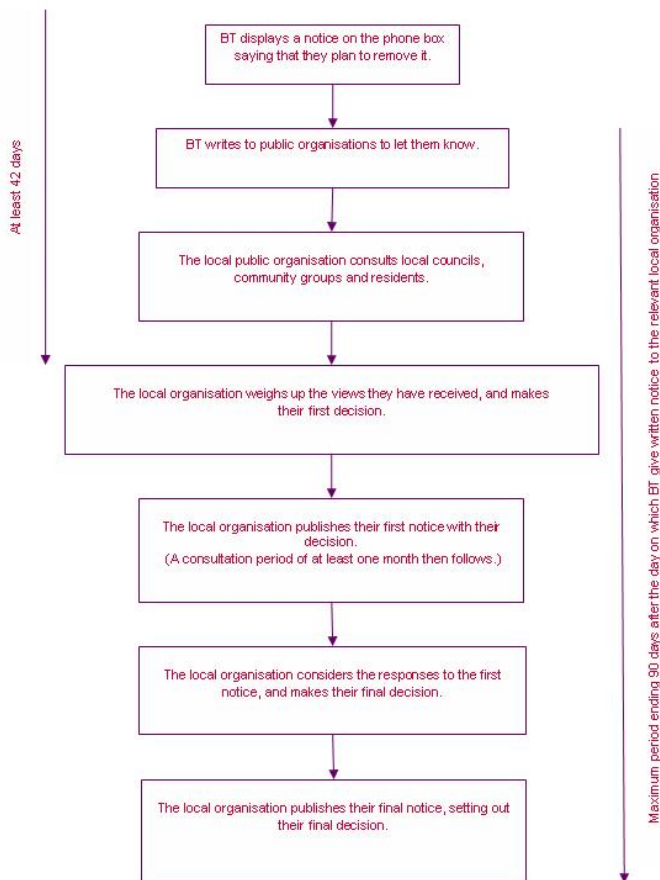 BT displays a notice on the phone box
saying that they plan to remove it.
At least 42 days
BT writes to public organisations to let them know.
The local public organisation consults local councils,
community groups and residents.
The local organisation weighs up the views they have received, and makes
their first decision.
The local organisation publishes their first notice with their
decision.
(A consultation period of at least one month then follows.)
The local organisation considers the responses to the first
notice, and makes their final decision.
The local organisation publishes their final notice, setting out
their final decision.
Maximum period ending 90 days after the day on which BT give written notice to the relevant local organisation